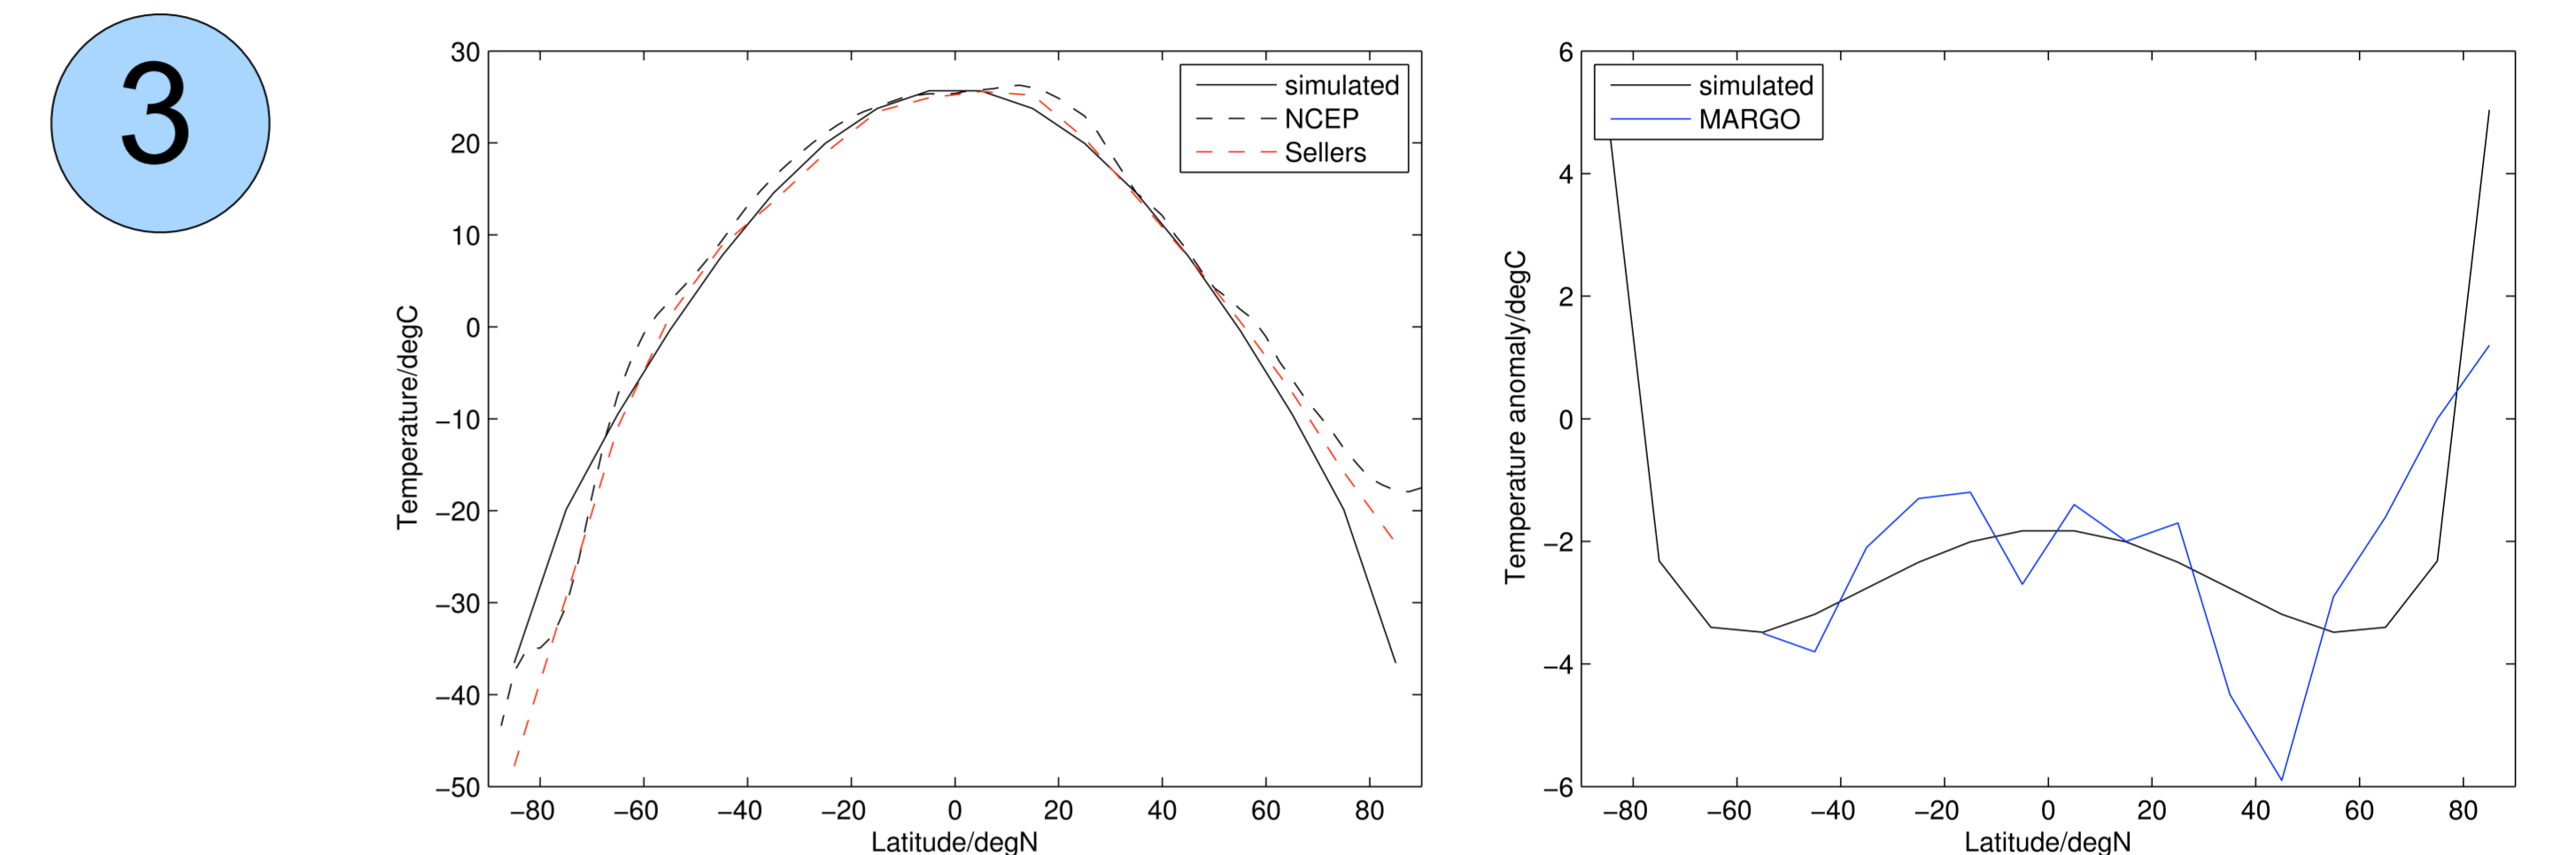 3
30
20
10
0
−10
−20
−30
−40
−50
Temperature/degC
simulated
NCEP
Sellers
−80 −60 −40 −20 0 20 40 60 80
Latitude/degN
6
4
2
0
−2
−4
−6
Temperature anomaly/degC
simulated
MARGO
−80 −60 −40 −20 0 20 40 60 80
Latitude/degN